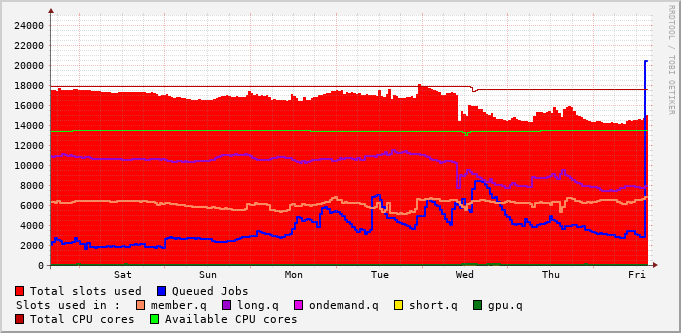 RRDTOOL / TOBI OETIKER
24000
22000
20000
18000
16000
14000
12000
10000
8000
6000
4000
2000
0
Sat Sun Mon Tue Wed Thu Fri
Total slots used Queued Jobs
Slots used in : member.q long.q ondemand.q short.q gpu.q
Total CPU cores Available CPU cores